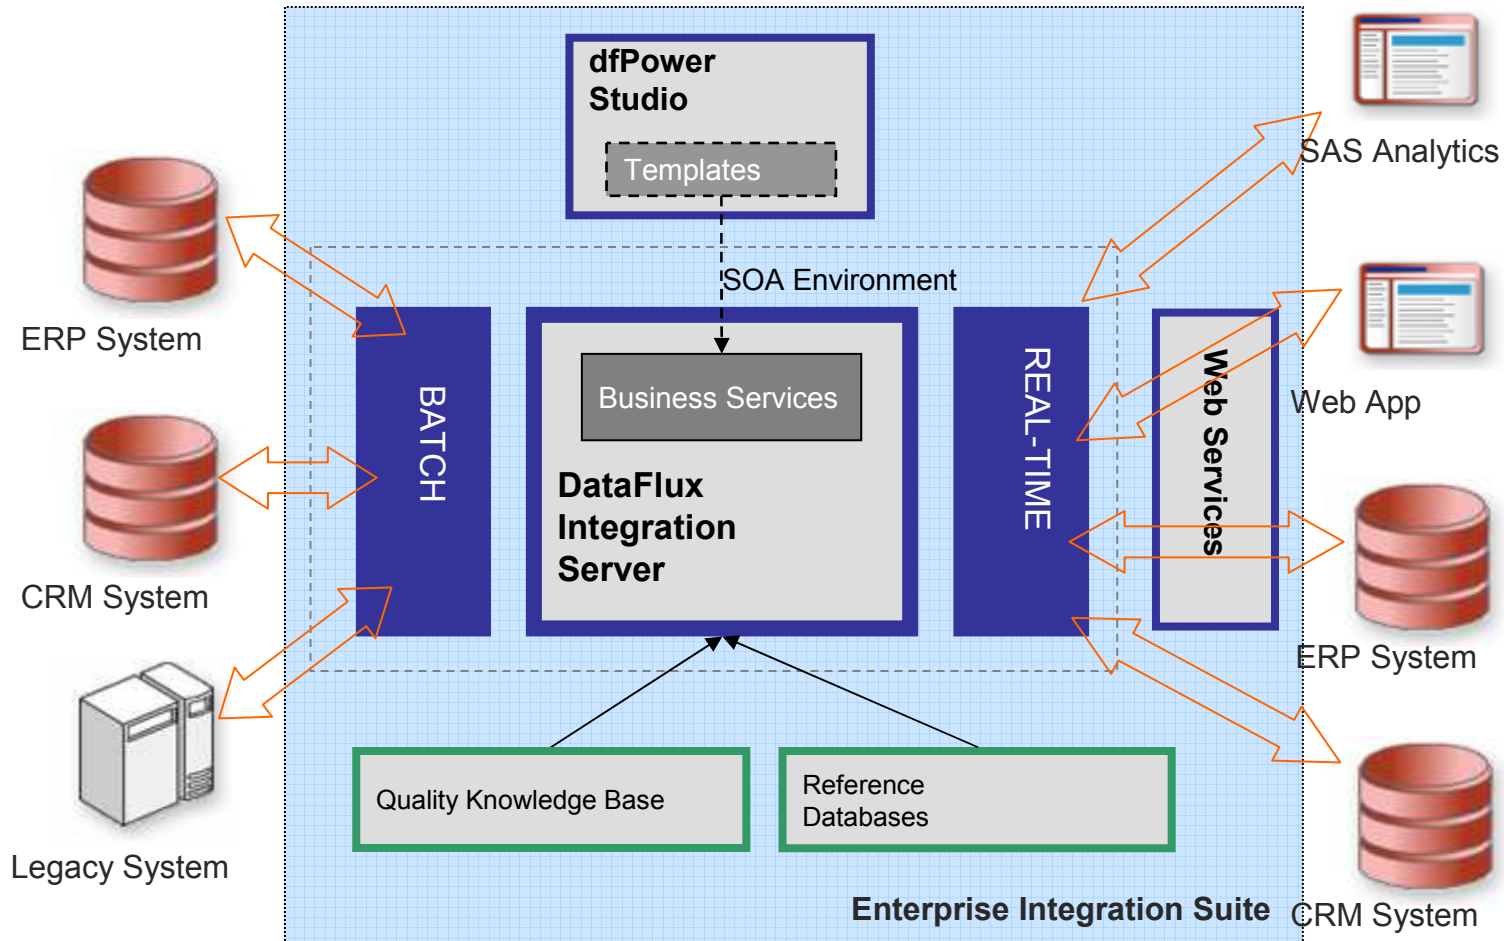 dfPower
Studio
Templates
SAS Analytics
SOA Environment
ERP System
Web App
BATCH
Business Services
DataFlux
Integration
Server
REAL-TIME
Web Services
CRM System
ERP System
Legacy System
Quality Knowledge Base
Reference
Databases
Enterprise Integration Suite
CRM System